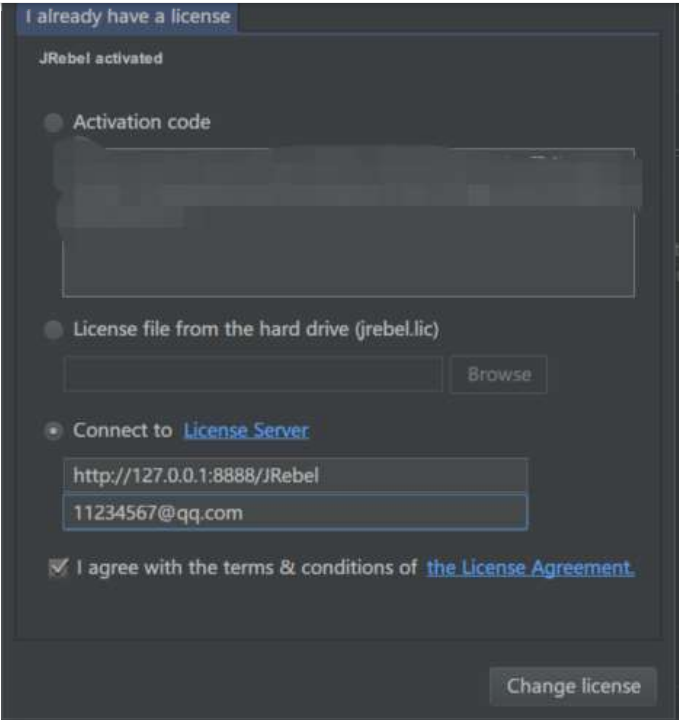 I already have a license
JRebel activated
Activation code
License file from the hard drive (jrebel.lic)
Browse
Connect to License Server
http://127.0.0.1:8888/JRebel
11234567@qq.com
I agree with the terms & conditions of the License Agreement.
Change license